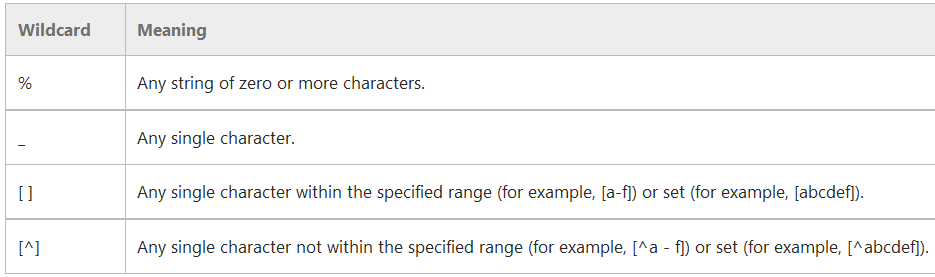 Wildcard Meaning
% Any string of zero or more characters.
_ Any single character.
[ ] Any single character within the specified range (for example, [a-f]) or set (for example, [abcdef]).
[^] Any single character not within the specified range (for example, [^a - f]) or set (for example, [^abcdef]).